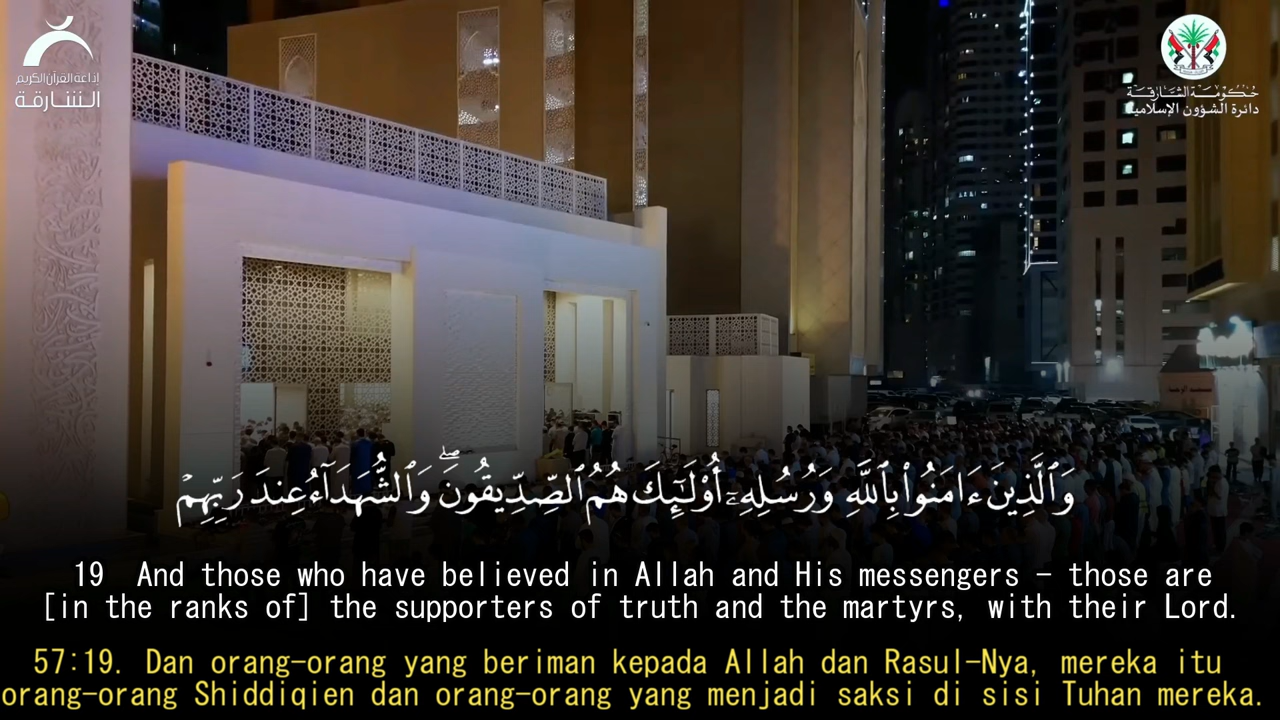 اذاعة القرآن الكريم
الشارقة
حكومة الشارقة
دائرة الشؤون الإسلامية
وَٱلَّذِينَ ءَامَنُوا۟ بِٱللَّهِ وَرُسُلِهِۦٓ أُو۟لَٰٓئِكَ هُمُ ٱلصِّدِّيقُونَ ۖ وَٱلشُّهَدَآءُ عِندَ رَبِّهِمْ
19 And those who have believed in Allah and His messengers – those are
[in the ranks of] the supporters of truth and the martyrs, with their Lord.
57:19. Dan orang-orang yang beriman kepada Allah dan Rasul-Nya, mereka itu
orang-orang Shiddiqien dan orang-orang yang menjadi saksi di sisi Tuhan mereka.